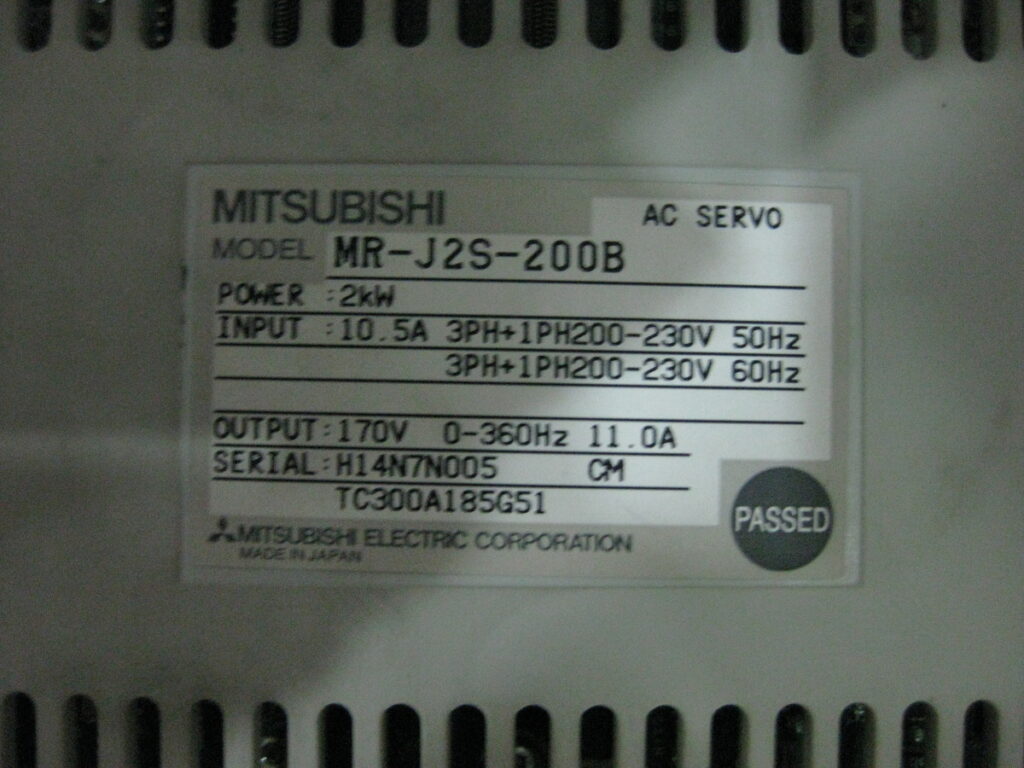 MITSUBISHI
AC SERVO
MODEL MR-J2S-200B
POWER :2kW
INPUT :10.5A 3PH+1PH200-230V 50Hz
3PH+1PH200-230V 60Hz
OUTPUT:170V 0-360Hz 11.0A
SERIAL:H14N7N005 CM
TC300A185G51
PASSED
MITSUBISHI ELECTRIC CORPORATION
MADE IN JAPAN